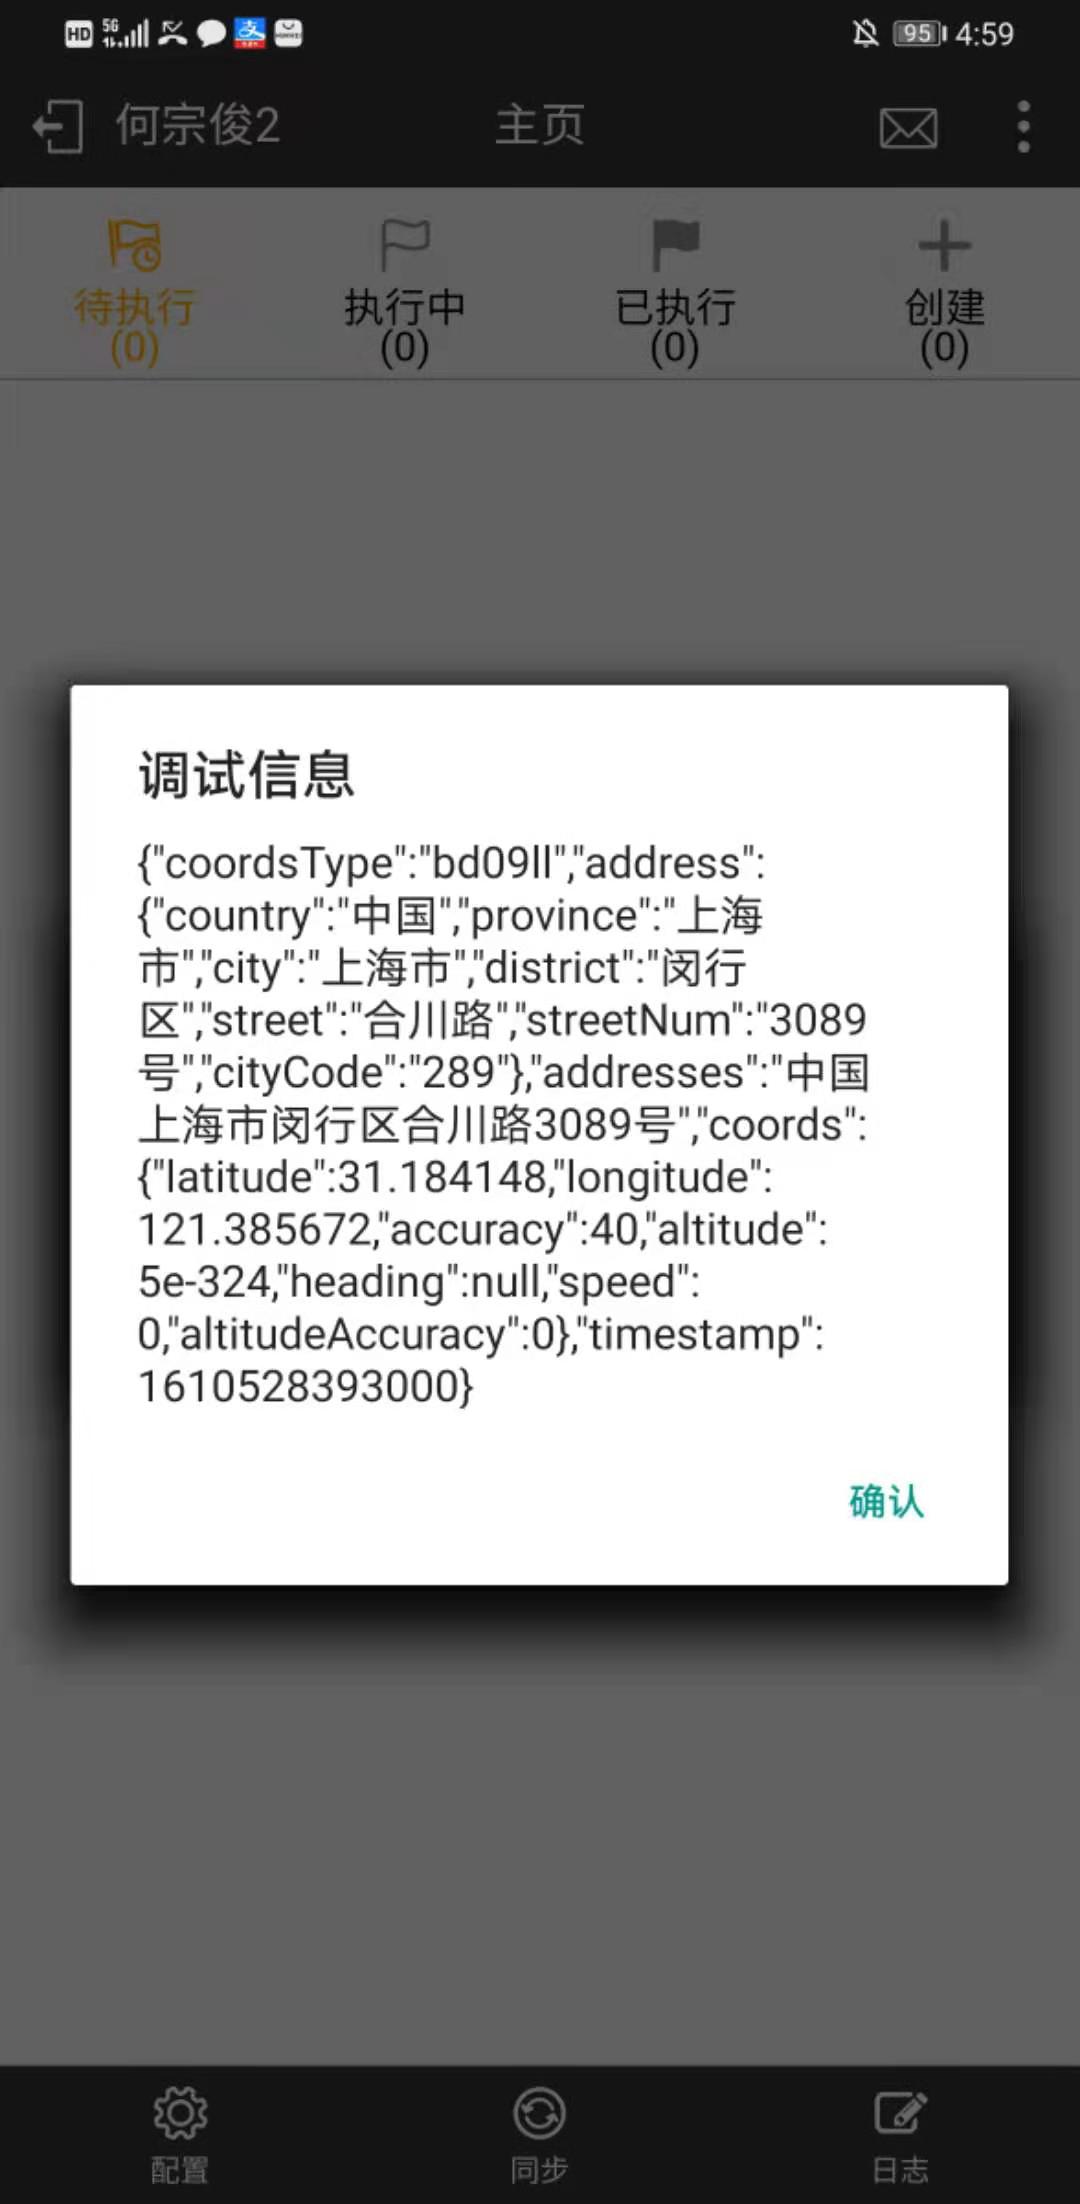 HD 5G 支 95 4:59
何宗俊2 主页
待执行 执行中 已执行 创建
(0) (0) (0) (0)
调试信息
{"coordsType":"bd09ll","address":
{"country":"中国","province":"上海
市","city":"上海市","district":"闵行
区","street":"合川路","streetNum":"3089
号","cityCode":"289"},"addresses":"中国
上海市闵行区合川路3089号","coords":
{"latitude":31.184148,"longitude":
121.385672,"accuracy":40,"altitude":
5e-324,"heading":null,"speed":
0,"altitudeAccuracy":0},"timestamp":
1610528393000}
确认
配置 同步 日志